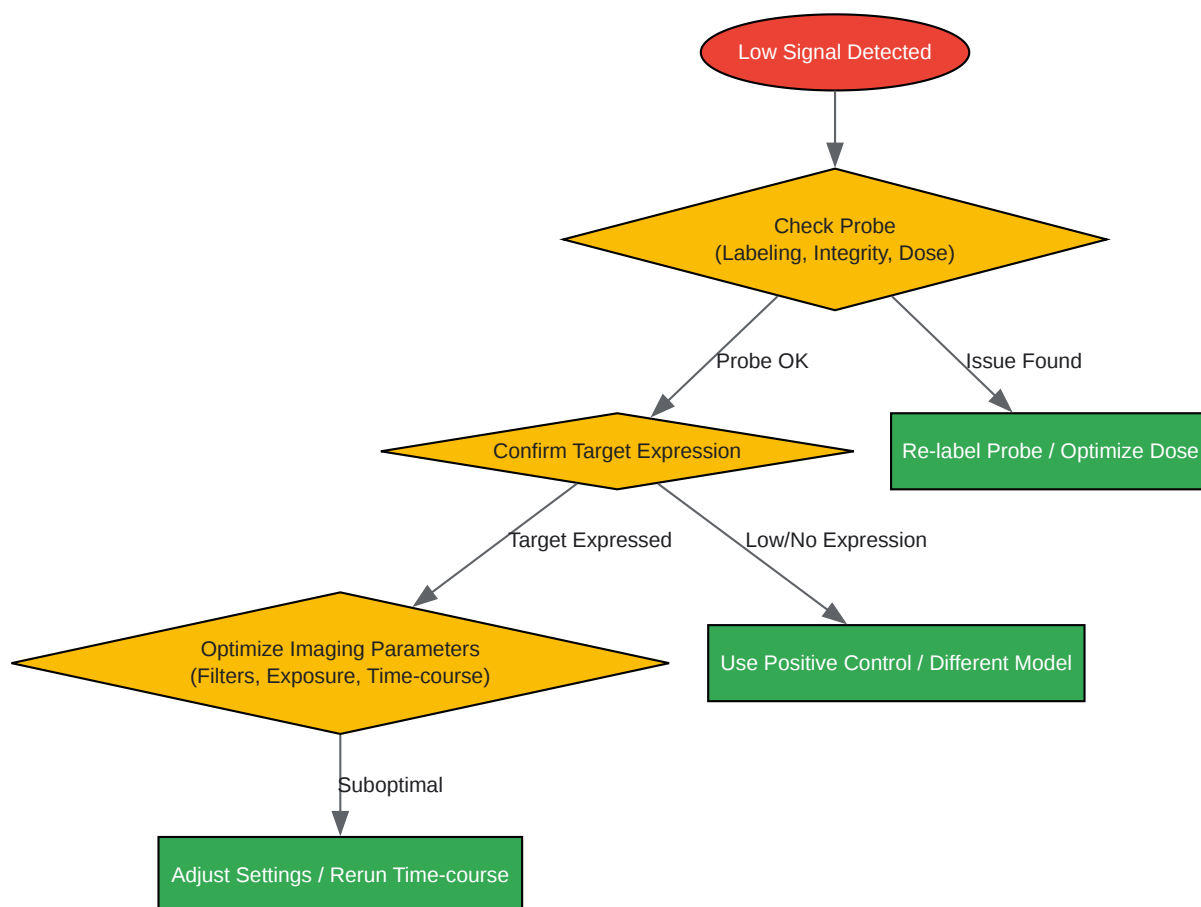 Low Signal Detected
Check Probe
(Labeling, Integrity, Dose)
Probe OK
Issue Found
Confirm Target Expression
Re-label Probe / Optimize Dose
Target Expressed
Low/No Expression
Optimize Imaging Parameters
(Filters, Exposure, Time-course)
Use Positive Control / Different Model
Suboptimal
Adjust Settings / Rerun Time-course